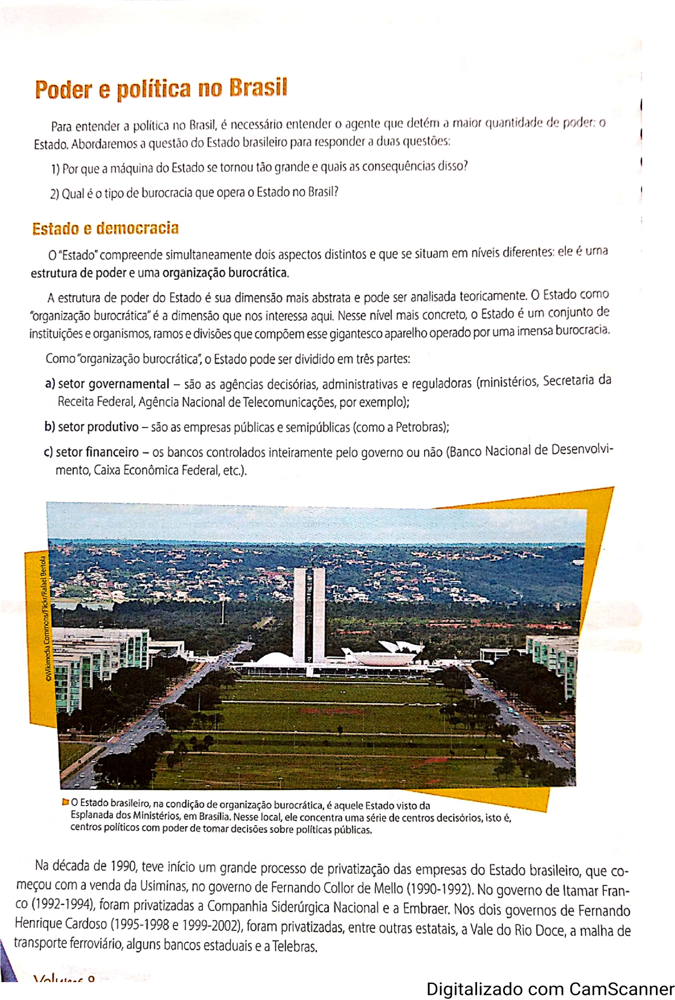 Poder e política no Brasil
Para entender a política no Brasil, é necessário entender o agente que detém a maior quantidade de poder: o
Estado. Abordaremos a questão do Estado brasileiro para responder a duas questões:
1) Por que a máquina do Estado se tornou tão grande e quais as consequências disso?
2) Qual é o tipo de burocracia que opera o Estado no Brasil?
Estado e democracia
O "Estado" compreende simultaneamente dois aspectos distintos e que se situam em níveis diferentes: ele é uma
estrutura de poder e uma organização burocrática.
A estrutura de poder do Estado é sua dimensão mais abstrata e pode ser analisada teoricamente. O Estado como
"organização burocrática" é a dimensão que nos interessa aqui. Nesse nível mais concreto, o Estado é um conjunto de
instituições e organismos, ramos e divisões que compõem esse gigantesco aparelho operado por uma imensa burocracia.
Como "organização burocrática", o Estado pode ser dividido em três partes:
a) setor governamental – são as agências decisórias, administrativas e reguladoras (ministérios, Secretaria da
Receita Federal, Agência Nacional de Telecomunicações, por exemplo);
b) setor produtivo – são as empresas públicas e semipúblicas (como a Petrobras);
c) setor financeiro – os bancos controlados inteiramente pelo governo ou não (Banco Nacional de Desenvolvi-
mento, Caixa Econômica Federal, etc.).
©Wikimedia Commons/Flickr/Rafael Bertola
O Estado brasileiro, na condição de organização burocrática, é aquele Estado visto da
Esplanada dos Ministérios, em Brasília. Nesse local, ele concentra uma série de centros decisórios, isto é,
centros políticos com poder de tomar decisões sobre políticas públicas.
Na década de 1990, teve início um grande processo de privatização das empresas do Estado brasileiro, que co-
meçou com a venda da Usiminas, no governo de Fernando Collor de Mello (1990-1992). No governo de Itamar Fran-
co (1992-1994), foram privatizadas a Companhia Siderúrgica Nacional e a Embraer. Nos dois governos de Fernando
Henrique Cardoso (1995-1998 e 1999-2002), foram privatizadas, entre outras estatais, a Vale do Rio Doce, a malha de
transporte ferroviário, alguns bancos estaduais e a Telebras.
Volume
Digitalizado com CamScanner